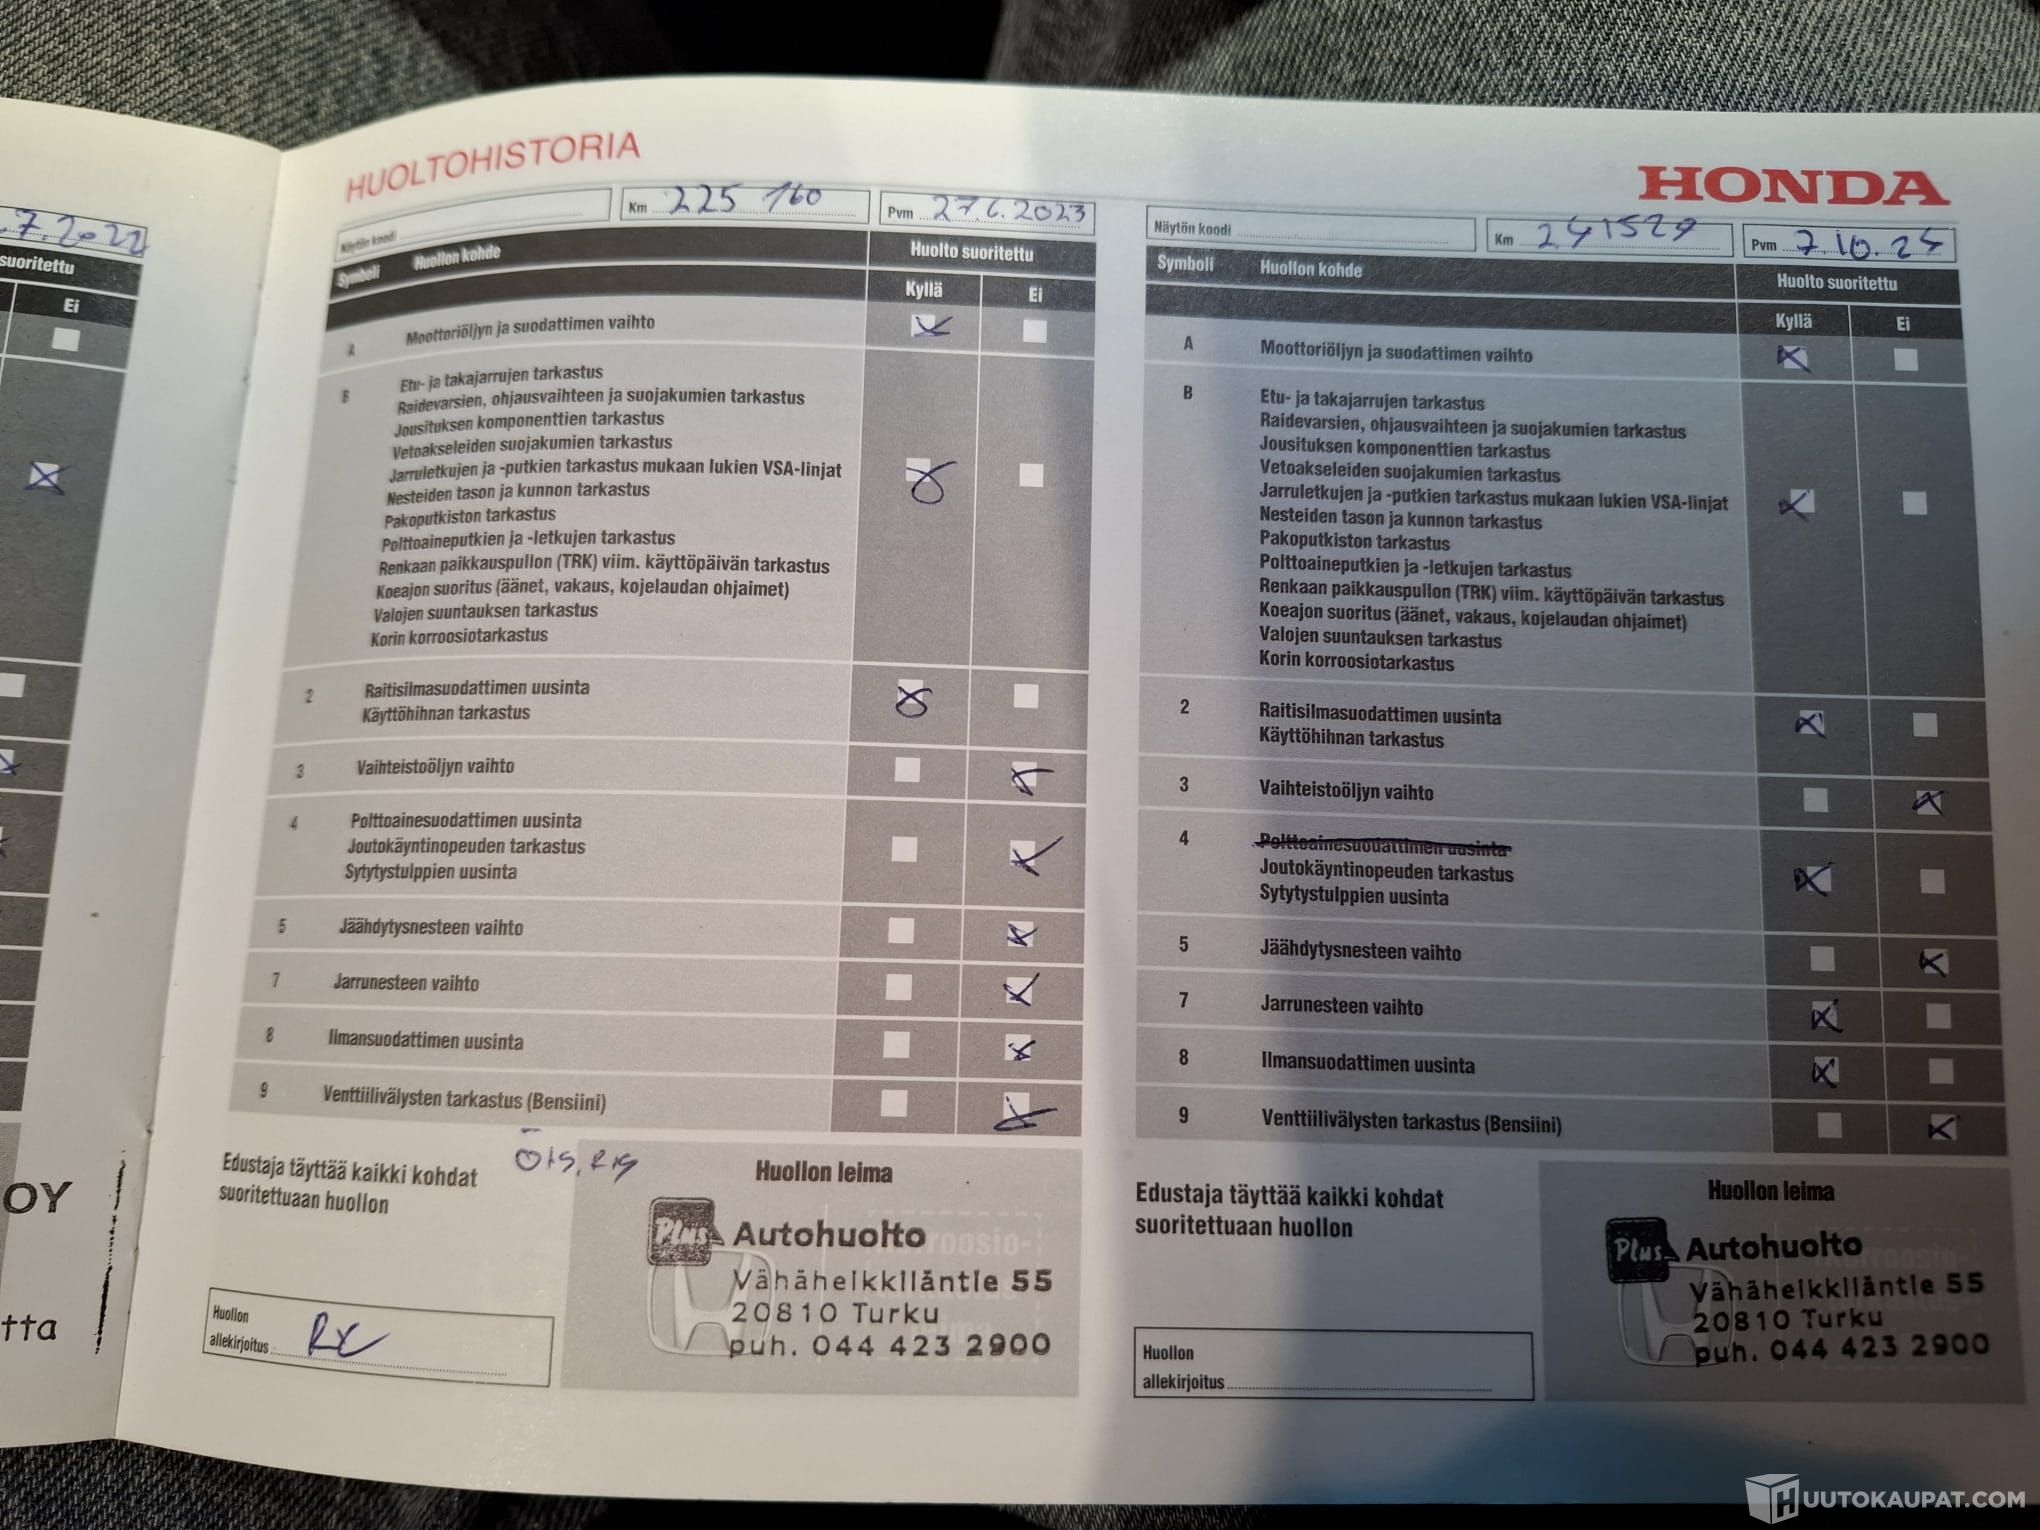 7.2022
suoritettu
Ei
OY
tta
HUOLTOHISTORIA
Näytön koodi
Km 225 160
Pvm 27.6.2023
Symboli Huollon kohde Huolto suoritettu
Kyllä Ei
A Moottoriöljyn ja suodattimen vaihto
B Etu- ja takajarrujen tarkastus
Raidevarsien, ohjausvaihteen ja suojakumien tarkastus
Jousituksen komponenttien tarkastus
Vetoakseleiden suojakumien tarkastus
Jarruletkujen ja -putkien tarkastus mukaan lukien VSA-linjat
Nesteiden tason ja kunnon tarkastus
Pakoputkiston tarkastus
Polttoaineputkien ja -letkujen tarkastus
Renkaan paikkauspullon (TRK) viim. käyttöpäivän tarkastus
Koeajon suoritus (äänet, vakaus, kojelaudan ohjaimet)
Valojen suuntauksen tarkastus
Korin korroosiotarkastus
2 Raitisilmasuodattimen uusinta
Käyttöhihnan tarkastus
3 Vaihteistoöljyn vaihto
4 Polttoainesuodattimen uusinta
Joutokäyntinopeuden tarkastus
Sytytystulppien uusinta
5 Jäähdytysnesteen vaihto
7 Jarrunesteen vaihto
8 Ilmansuodattimen uusinta
9 Venttiilivälysten tarkastus (Bensiini)
Edustaja täyttää kaikki kohdat
suoritettuaan huollon
Huollon leima
Plus Autohuolto
Vähäheikkiläntie 55
20810 Turku
puh. 044 423 2900
Huollon
allekirjoitus
HONDA
Näytön koodi
Km 241529
Pvm 7.10.24
Symboli Huollon kohde Huolto suoritettu
Kyllä Ei
A Moottoriöljyn ja suodattimen vaihto
B Etu- ja takajarrujen tarkastus
Raidevarsien, ohjausvaihteen ja suojakumien tarkastus
Jousituksen komponenttien tarkastus
Vetoakseleiden suojakumien tarkastus
Jarruletkujen ja -putkien tarkastus mukaan lukien VSA-linjat
Nesteiden tason ja kunnon tarkastus
Pakoputkiston tarkastus
Polttoaineputkien ja -letkujen tarkastus
Renkaan paikkauspullon (TRK) viim. käyttöpäivän tarkastus
Koeajon suoritus (äänet, vakaus, kojelaudan ohjaimet)
Valojen suuntauksen tarkastus
Korin korroosiotarkastus
2 Raitisilmasuodattimen uusinta
Käyttöhihnan tarkastus
3 Vaihteistoöljyn vaihto
4 Polttoainesuodattimen uusinta
Joutokäyntinopeuden tarkastus
Sytytystulppien uusinta
5 Jäähdytysnesteen vaihto
7 Jarrunesteen vaihto
8 Ilmansuodattimen uusinta
9 Venttiilivälysten tarkastus (Bensiini)
Edustaja täyttää kaikki kohdat
suoritettuaan huollon
Huollon leima
Plus Autohuolto
Vähäheikkiläntie 55
20810 Turku
puh. 044 423 2900
Huollon
allekirjoitus
HUUTOKAUPAT.COM